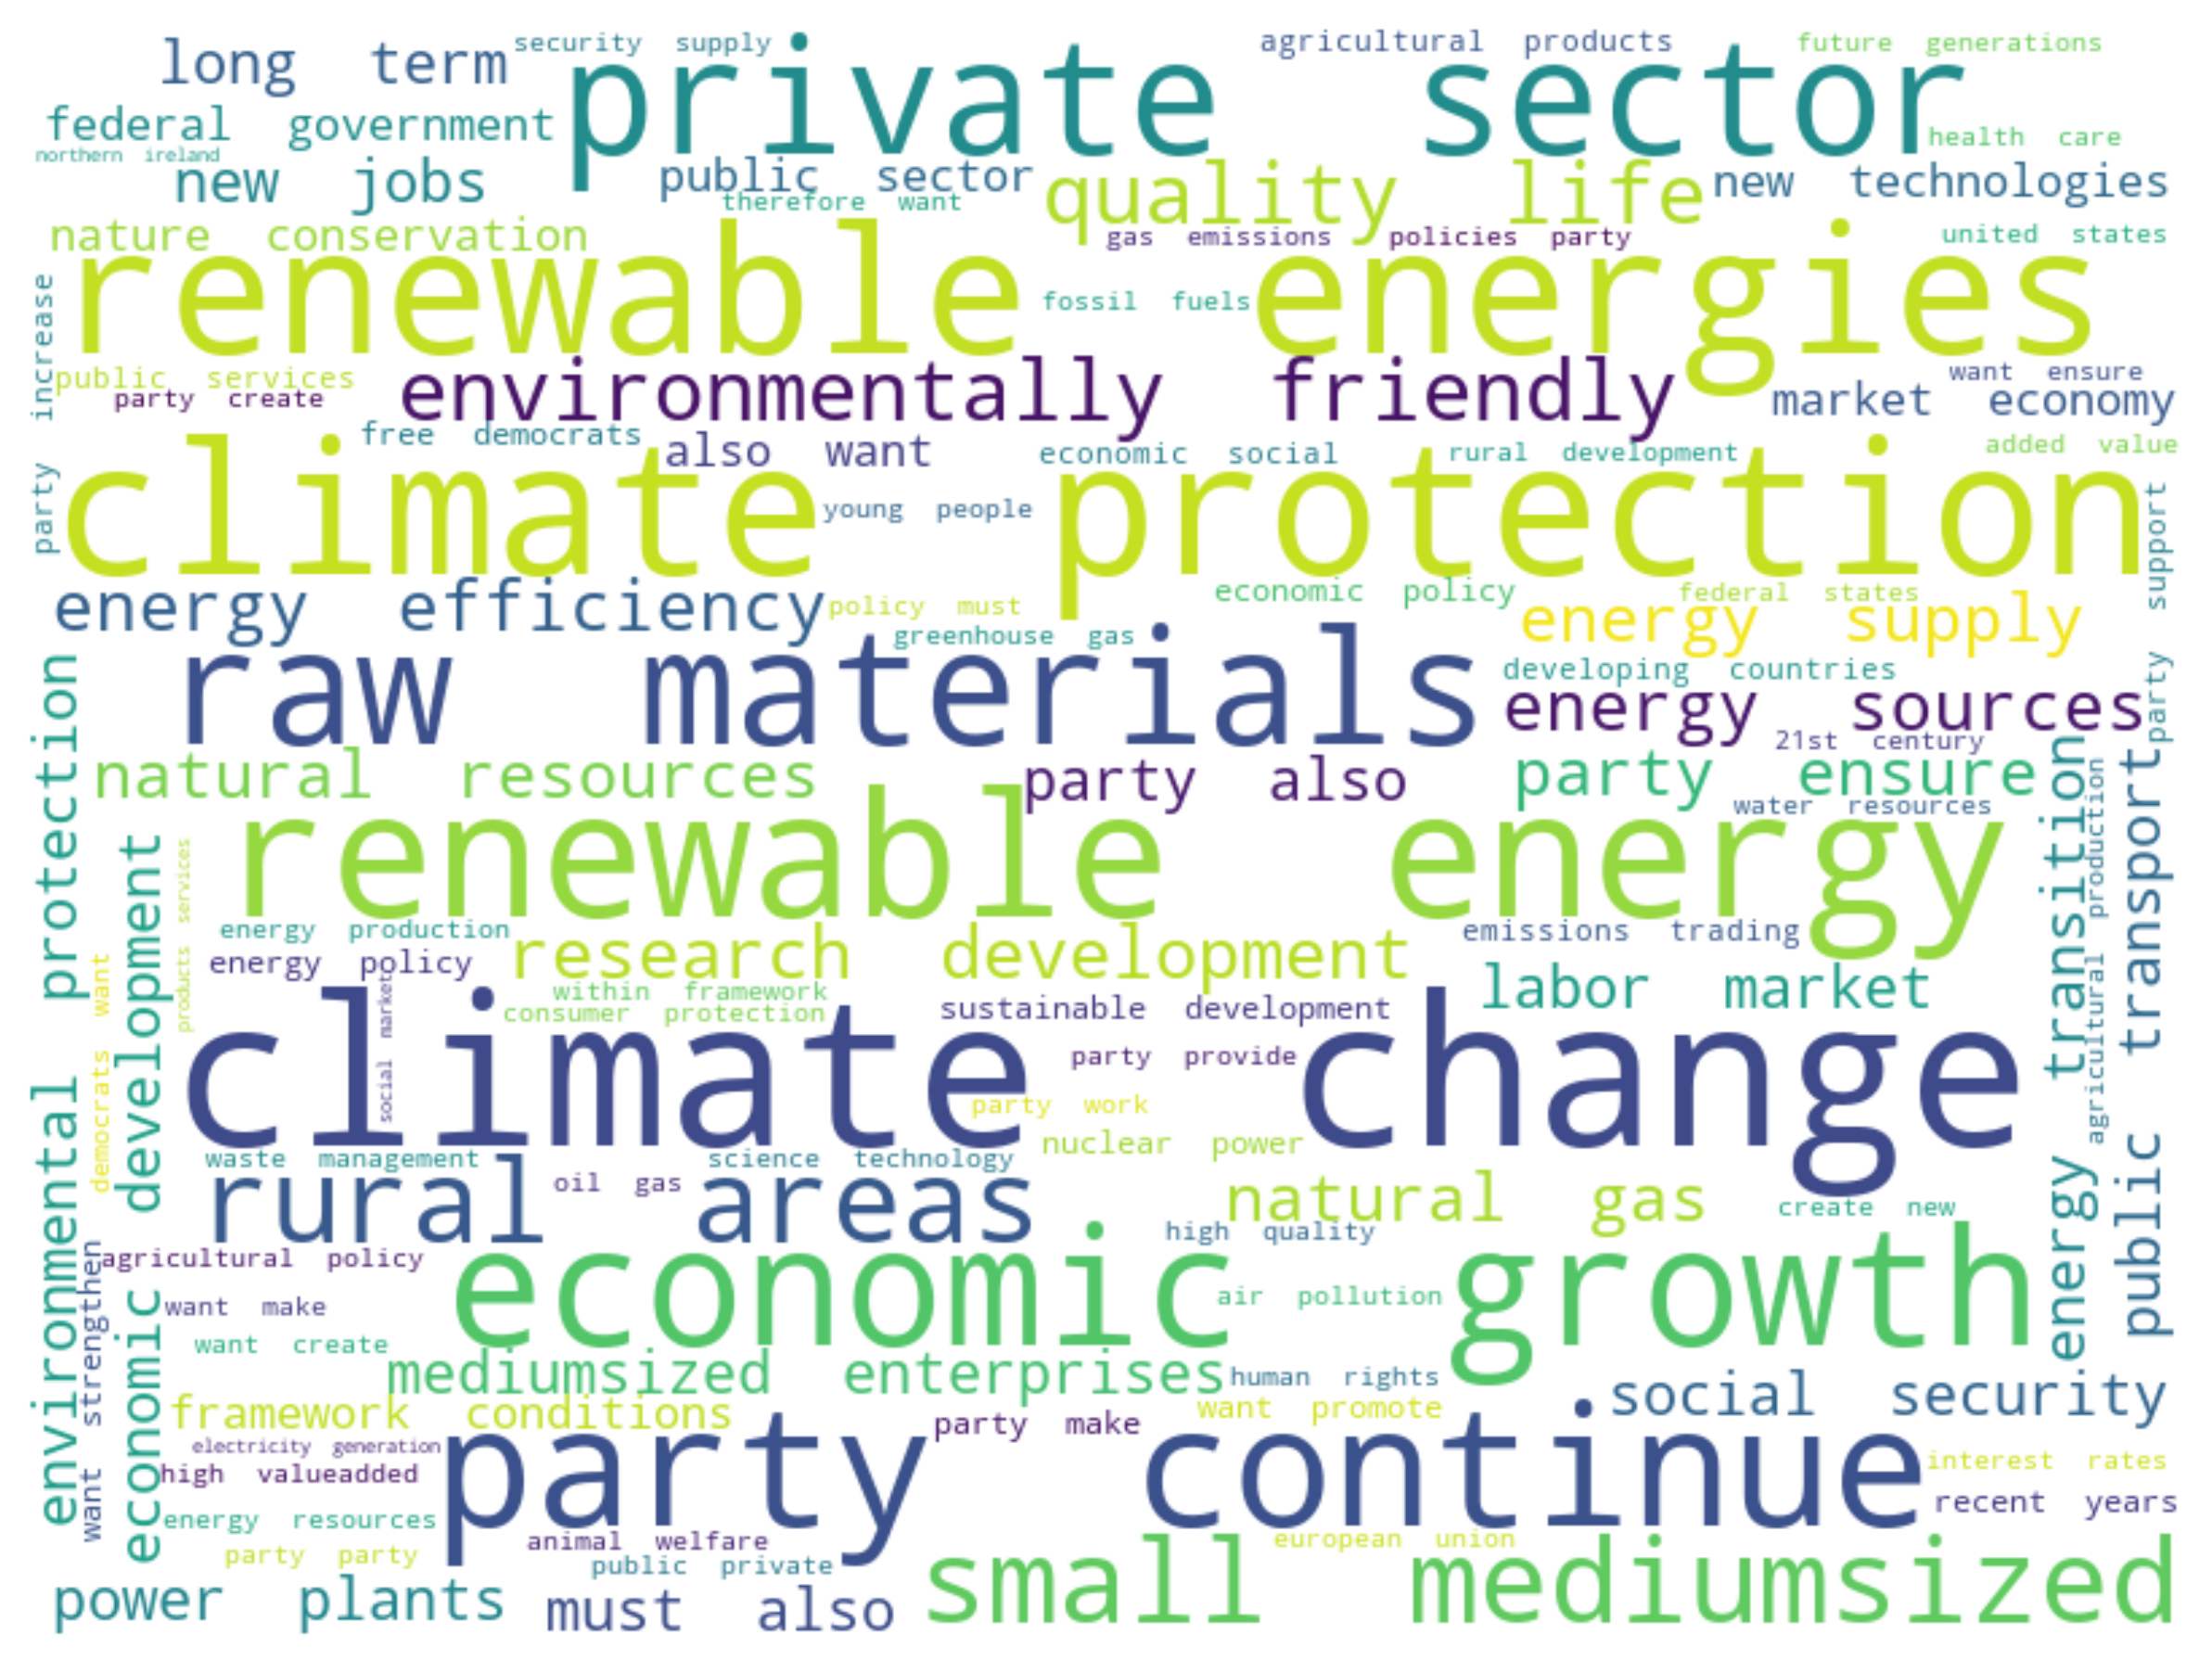 long term
security supply
private sector
agricultural products
future generations
federal government
northern ireland
health care
new jobs
public sector
quality life
new technologies
therefore want
nature conservation
gas emissions
policies party
united states
renewable energies
fossil fuels
party increase
public services
party create
environmentally friendly
want ensure
market economy
free democrats
also want
economic social
rural development
added value
climate protection
young people
party support
energy efficiency
policy must
economic policy
federal states
energy supply
greenhouse gas
raw materials
developing countries
energy sources
21st century
natural resources
party also
party ensure
water resources
renewable energy
environmental protection
economic development
products services
energy transition
agricultural production
public transport
energy production
research development
emissions trading
energy policy
labor market
democrats want
within framework
consumer protection
sustainable development
climate change
social market
party provide
party work
nuclear power
waste management
science technology
rural areas
oil gas
natural gas
create new
high quality
agricultural policy
economic growth
air pollution
want strengthen
want make
want create
mediumsized enterprises
human rights
social security
framework conditions
party make
want promote
electricity generation
party continue
high valueadded
interest rates
recent years
energy resources
animal welfare
european union
party party
public private
small mediumsized
power plants
must also